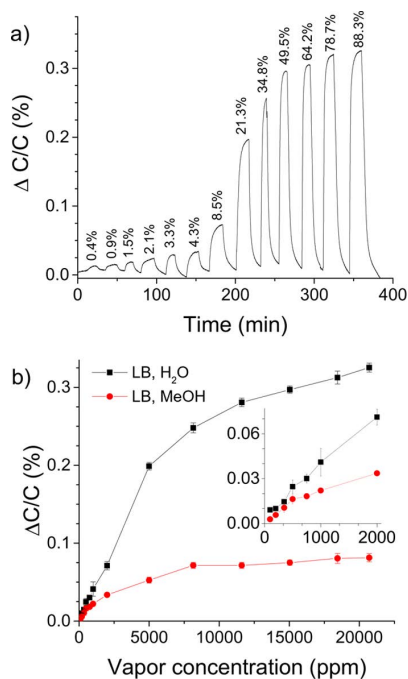 a)
Δ C/C (%)
0.3
0.2
0.1
0.0
0.4%
0.9%
1.5%
2.1%
3.3%
4.3%
8.5%
21.3%
34.8%
49.5%
64.2%
78.7%
88.3%
0 100 200 300 400
Time (min)
b)
ΔC/C (%)
0.3
0.2
0.1
0.0
LB, H₂O
LB, MeOH
0.06
0.03
0.00
0 1000 2000
0 5000 10000 15000 20000
Vapor concentration (ppm)